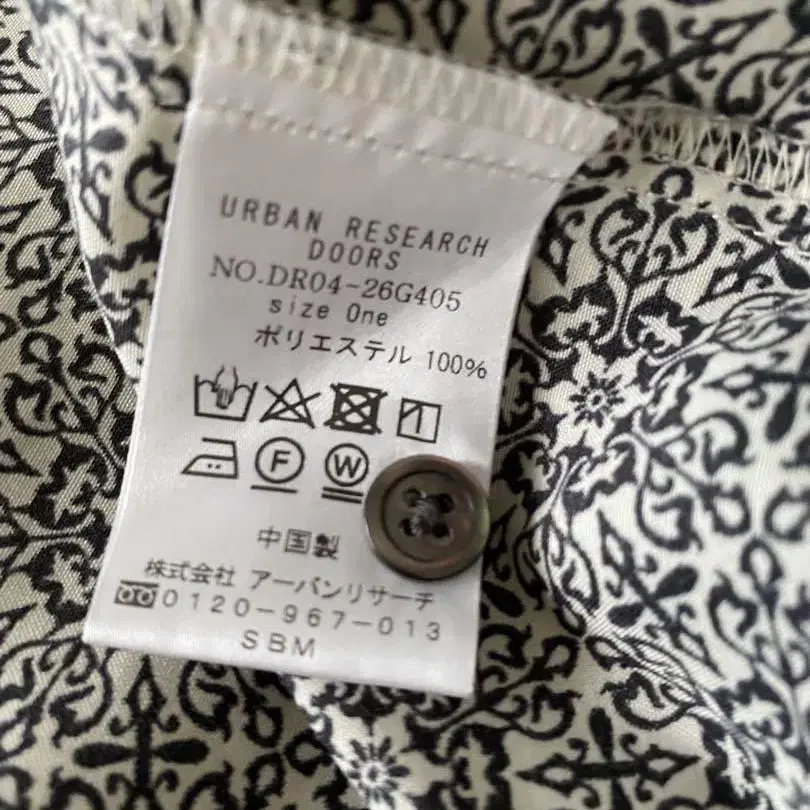 URBAN RESEARCH
DOORS
NO.DR04-26G405
size One
ポリエステル 100%
F W
中国製
株式会社 アーバンリサーチ
0120-967-013
SBM